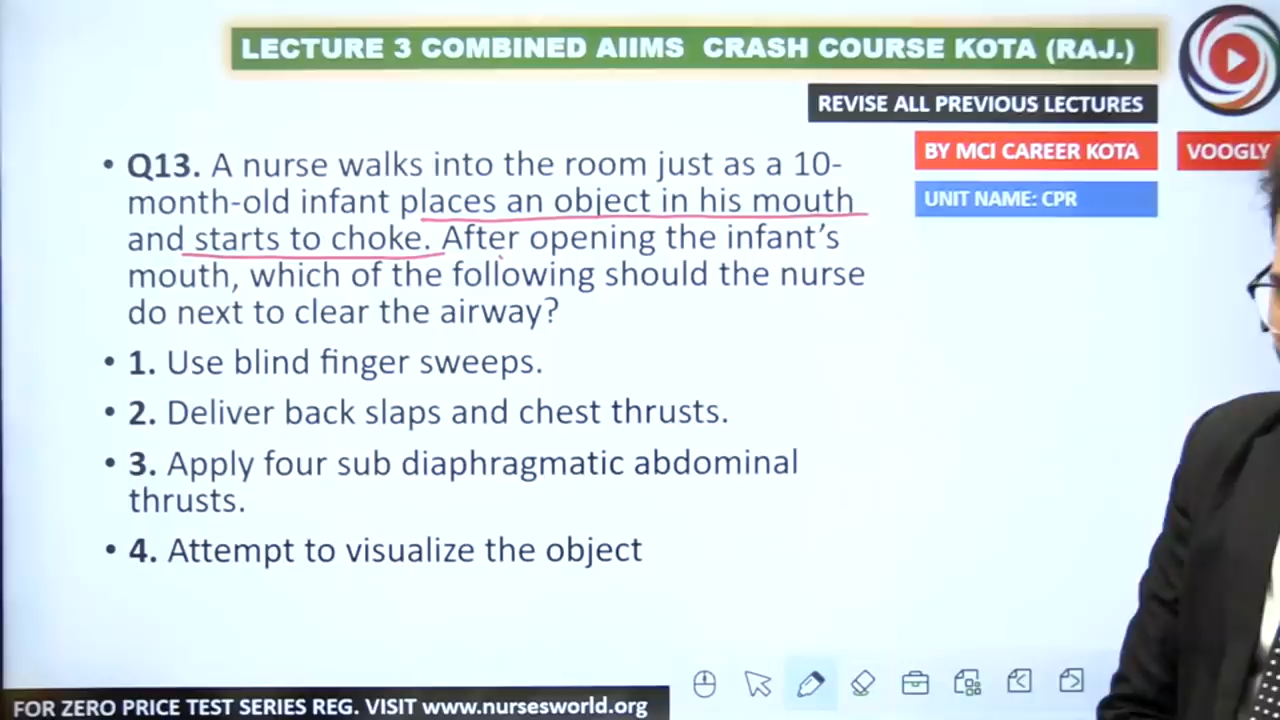 LECTURE 3 COMBINED AIIMS CRASH COURSE KOTA (RAJ.)
REVISE ALL PREVIOUS LECTURES
BY MCI CAREER KOTA
VOOGLY
UNIT NAME: CPR
• Q13. A nurse walks into the room just as a 10-
month-old infant places an object in his mouth
and starts to choke. After opening the infant's
mouth, which of the following should the nurse
do next to clear the airway?
• 1. Use blind finger sweeps.
• 2. Deliver back slaps and chest thrusts.
• 3. Apply four sub diaphragmatic abdominal
thrusts.
• 4. Attempt to visualize the object
FOR ZERO PRICE TEST SERIES REG. VISIT www.nursesworld.org